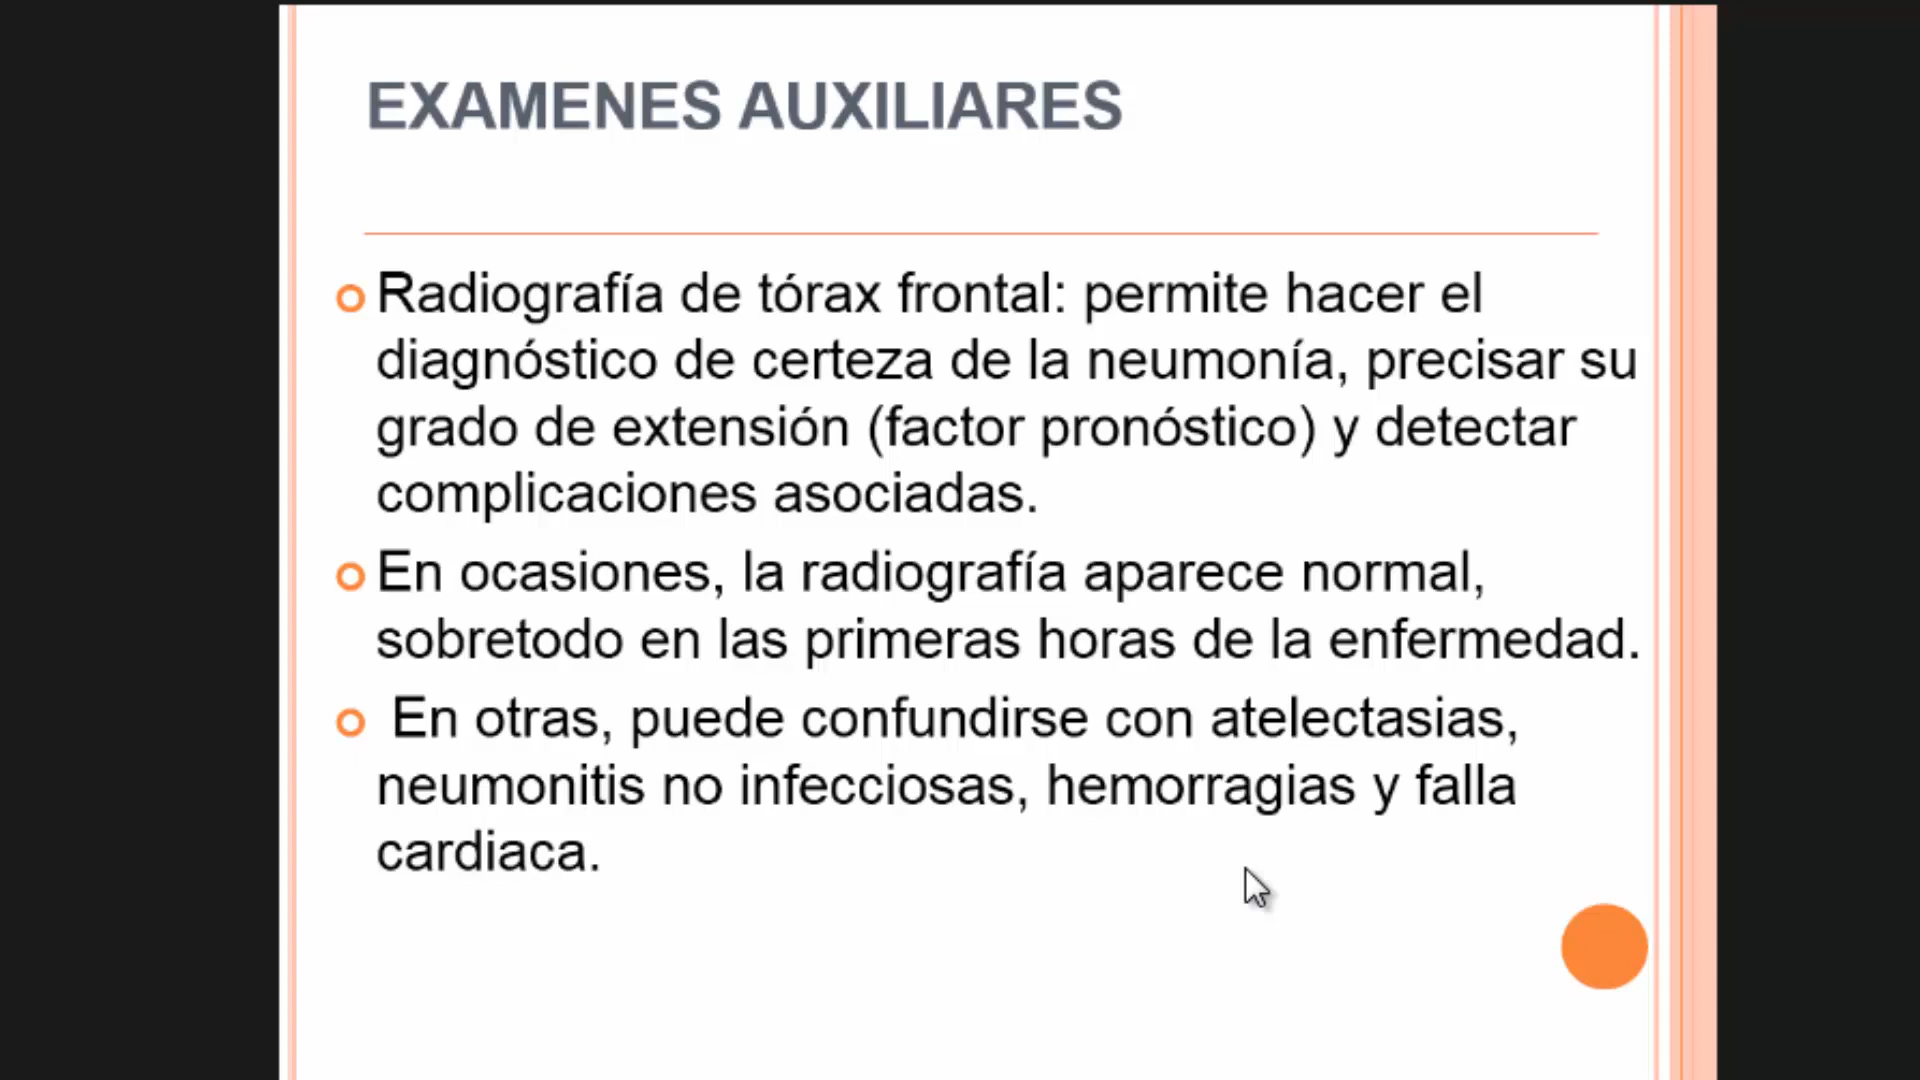 EXAMENES AUXILIARES
Radiografía de tórax frontal: permite hacer el
diagnóstico de certeza de la neumonía, precisar su
grado de extensión (factor pronóstico) y detectar
complicaciones asociadas.
En ocasiones, la radiografía aparece normal,
sobretodo en las primeras horas de la enfermedad.
En otras, puede confundirse con atelectasias,
neumonitis no infecciosas, hemorragias y falla
cardiaca.